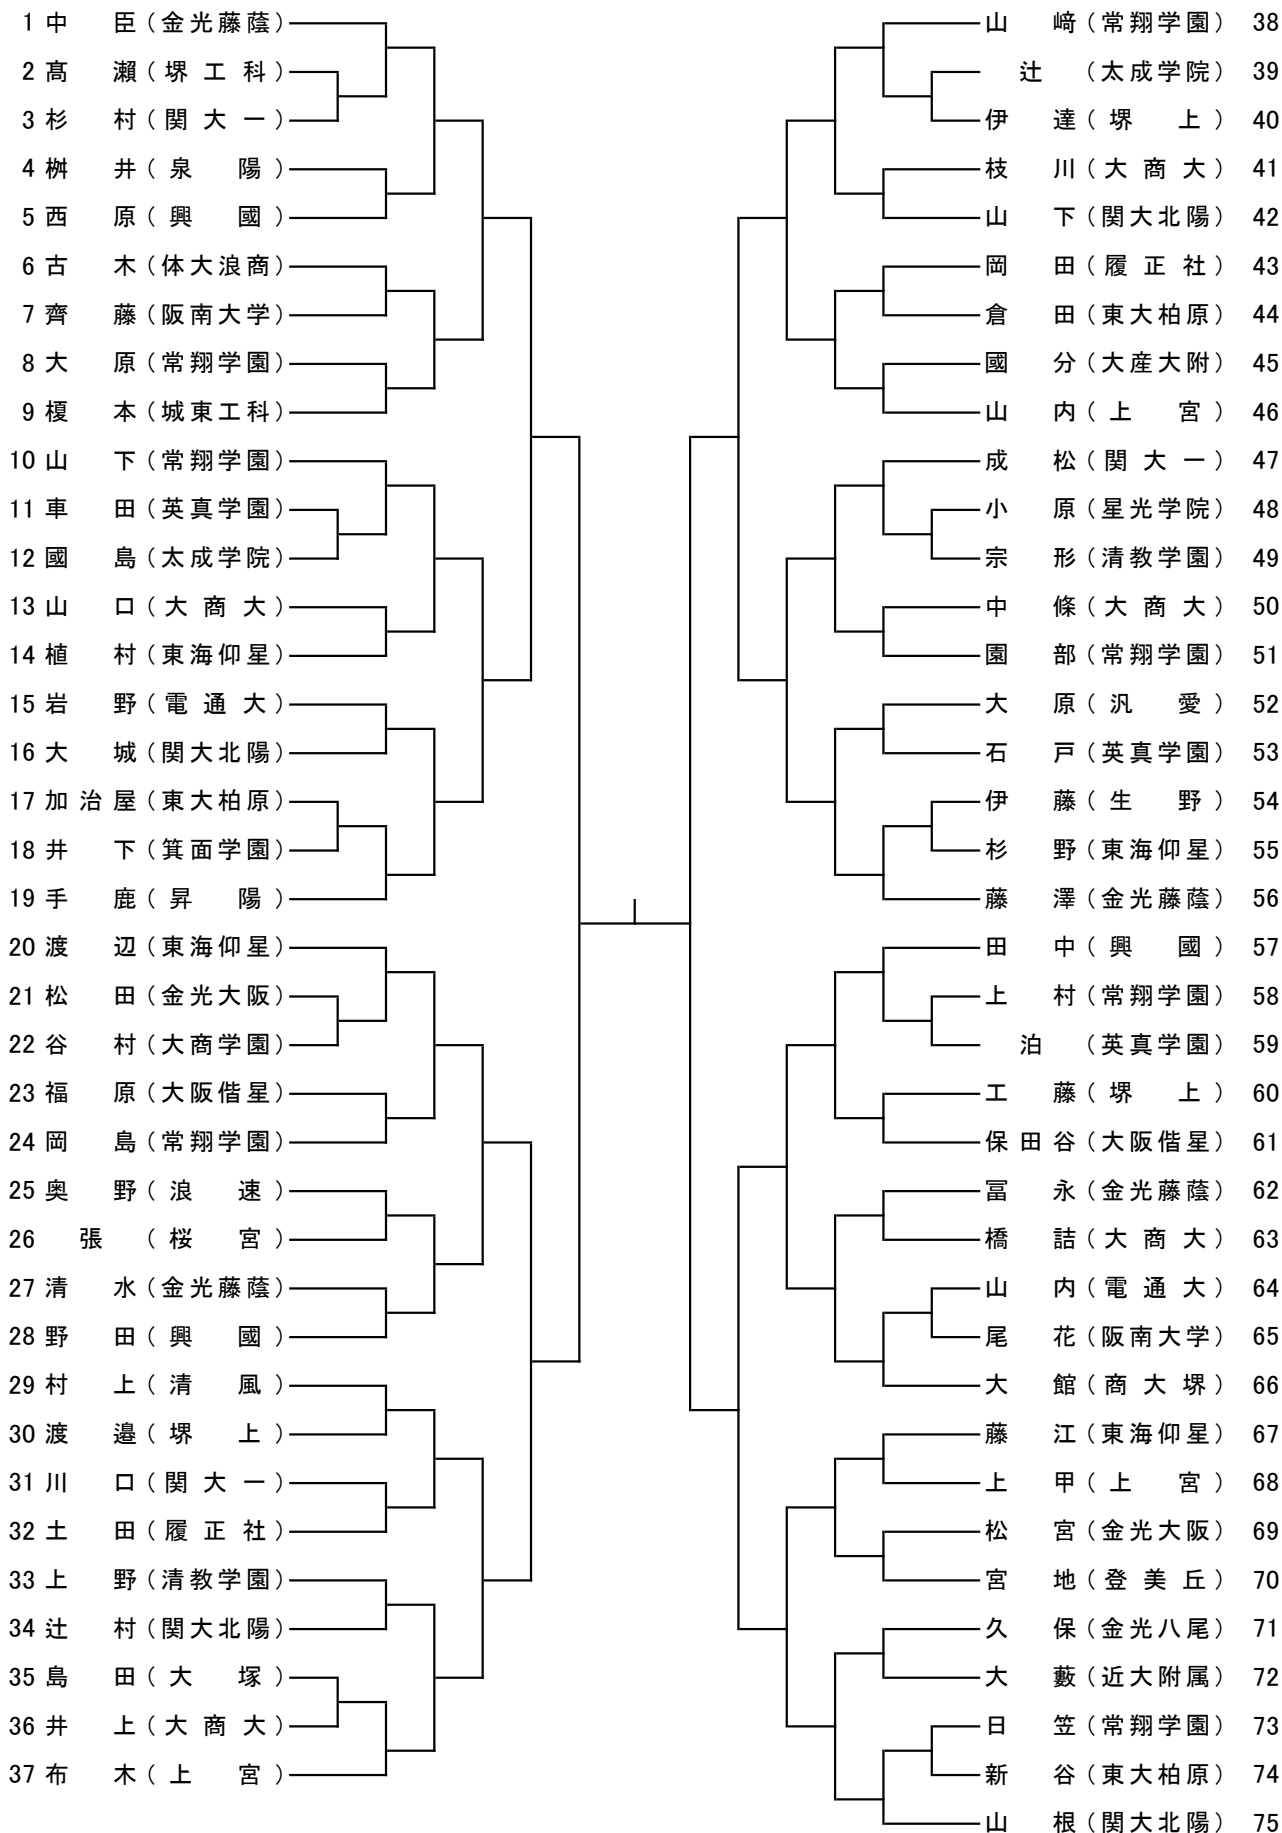 1 中 臣 （金光藤蔭）
2 髙 瀨 （堺 工 科）
3 杉 村 （関 大 一）
4 桝 井 （泉 陽）
5 西 原 （興 國）
6 古 木 （体大浪商）
7 齊 藤 （阪南大学）
8 大 原 （常翔学園）
9 榎 本 （城東工科）
10 山 下 （常翔学園）
11 車 田 （英真学園）
12 國 島 （太成学院）
13 山 口 （大 商 大）
14 植 村 （東海仰星）
15 岩 野 （電 通 大）
16 大 城 （関大北陽）
17 加 治 屋 （東大柏原）
18 井 下 （箕面学園）
19 手 鹿 （昇 陽）
20 渡 辺 （東海仰星）
21 松 田 （金光大阪）
22 谷 村 （大商学園）
23 福 原 （大阪偕星）
24 岡 島 （常翔学園）
25 奥 野 （浪 速）
26 張 （桜 宮）
27 清 水 （金光藤蔭）
28 野 田 （興 國）
29 村 上 （清 風）
30 渡 邉 （堺 上）
31 川 口 （関 大 一）
32 土 田 （履 正 社）
33 上 野 （清教学園）
34 辻 村 （関大北陽）
35 島 田 （大 塚）
36 井 上 （大 商 大）
37 布 木 （上 宮）
山 﨑 （常翔学園） 38
辻 （太成学院） 39
伊 達 （堺 上） 40
枝 川 （大 商 大） 41
山 下 （関大北陽） 42
岡 田 （履 正 社） 43
倉 田 （東大柏原） 44
國 分 （大産大附） 45
山 内 （上 宮） 46
成 松 （関 大 一） 47
小 原 （星光学院） 48
宗 形 （清教学園） 49
中 條 （大 商 大） 50
園 部 （常翔学園） 51
大 原 （汎 愛） 52
石 戸 （英真学園） 53
伊 藤 （生 野） 54
杉 野 （東海仰星） 55
藤 澤 （金光藤蔭） 56
田 中 （興 國） 57
上 村 （常翔学園） 58
泊 （英真学園） 59
工 藤 （堺 上） 60
保 田 谷 （大阪偕星） 61
冨 永 （金光藤蔭） 62
橋 詰 （大 商 大） 63
山 内 （電 通 大） 64
尾 花 （阪南大学） 65
大 館 （商 大 堺） 66
藤 江 （東海仰星） 67
上 甲 （上 宮） 68
松 宮 （金光大阪） 69
宮 地 （登 美 丘） 70
久 保 （金光八尾） 71
大 藪 （近大附属） 72
日 笠 （常翔学園） 73
新 谷 （東大柏原） 74
山 根 （関大北陽） 75